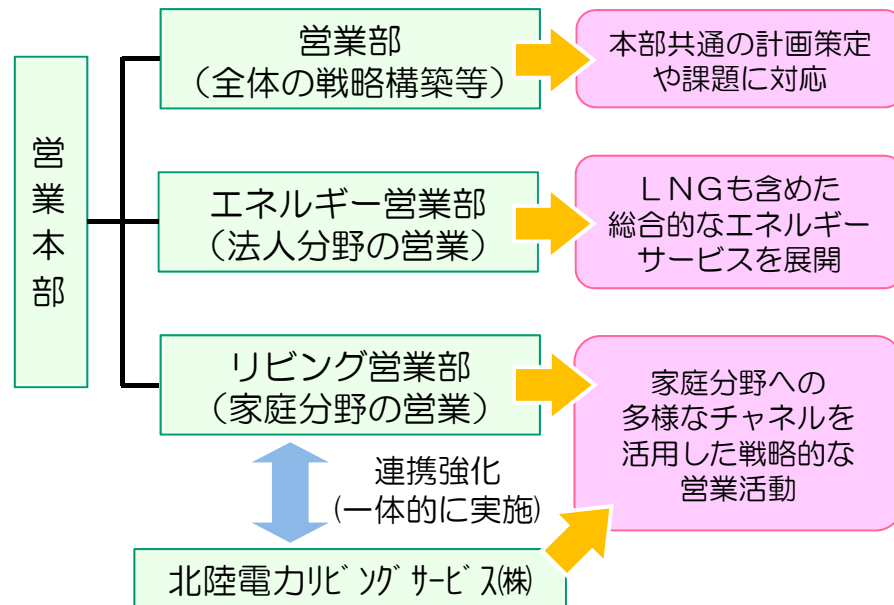 営業本部
営業部
（全体の戦略構築等）
本部共通の計画策定
や課題に対応
エネルギー営業部
（法人分野の営業）
ＬＮＧも含めた
総合的なエネルギー
サービスを展開
リビング営業部
（家庭分野の営業）
家庭分野への
多様なチャネルを
活用した戦略的な
営業活動
連携強化
(一体的に実施)
北陸電力ﾘﾋﾞﾝｸﾞｻｰﾋﾞｽ㈱